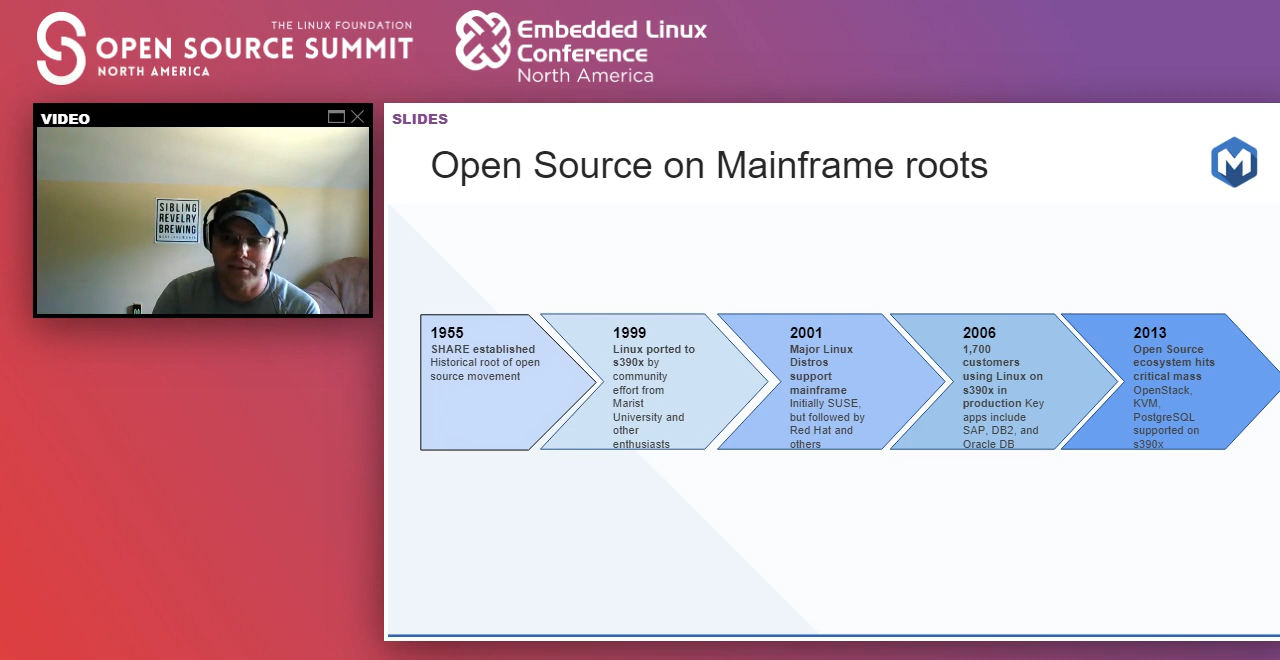 THE LINUX FOUNDATION
OPEN SOURCE SUMMIT
NORTH AMERICA
Embedded Linux
Conference
North America
VIDEO
SIBLING
REVELRY
BREWING
SLIDES
Open Source on Mainframe roots
M
1955
SHARE established
Historical root of open
source movement
1999
Linux ported to
s390x by
community
effort from
Marist
University and
other
enthusiasts
2001
Major Linux
Distros
support
mainframe
Initially SUSE,
but followed by
Red Hat and
others
2006
1,700
customers
using Linux on
s390x in
production Key
apps include
SAP, DB2, and
Oracle DB
2013
Open Source
ecosystem hits
critical mass
OpenStack,
KVM,
PostgreSQL
supported on
s390x